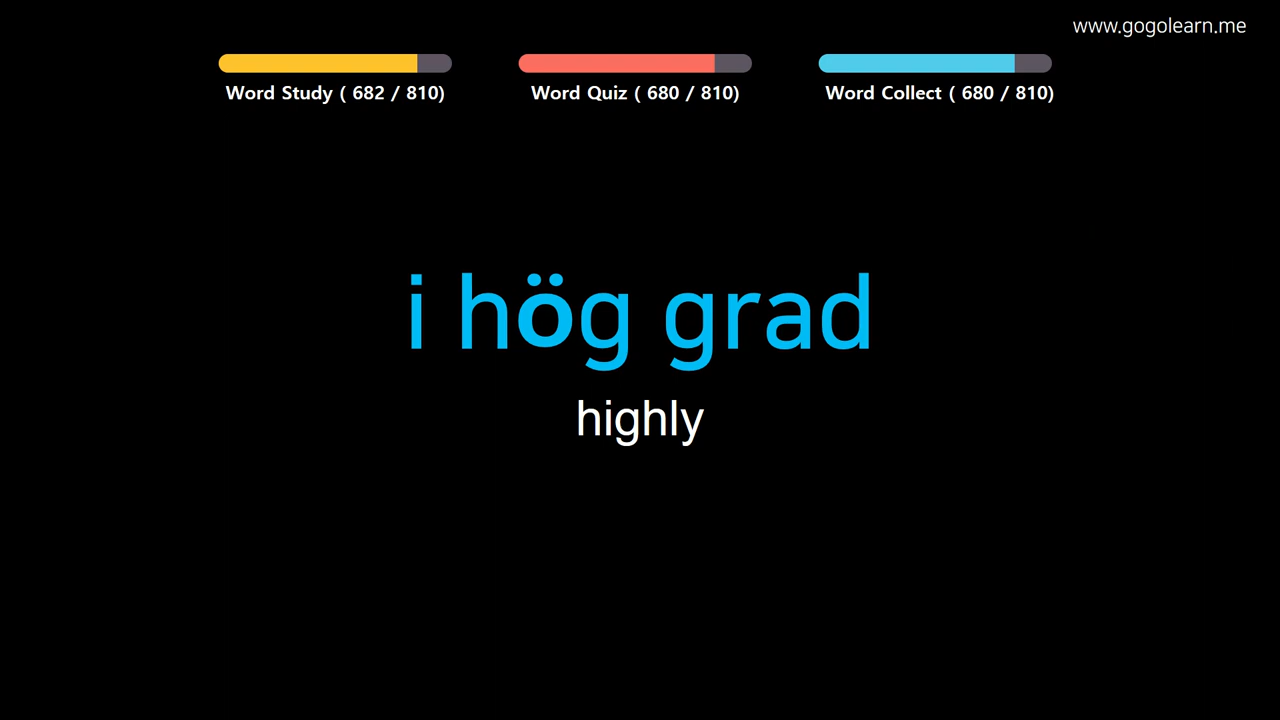 www.gogolearn.me
Word Study ( 682 / 810)
Word Quiz ( 680 / 810)
Word Collect ( 680 / 810)
i hög grad
highly